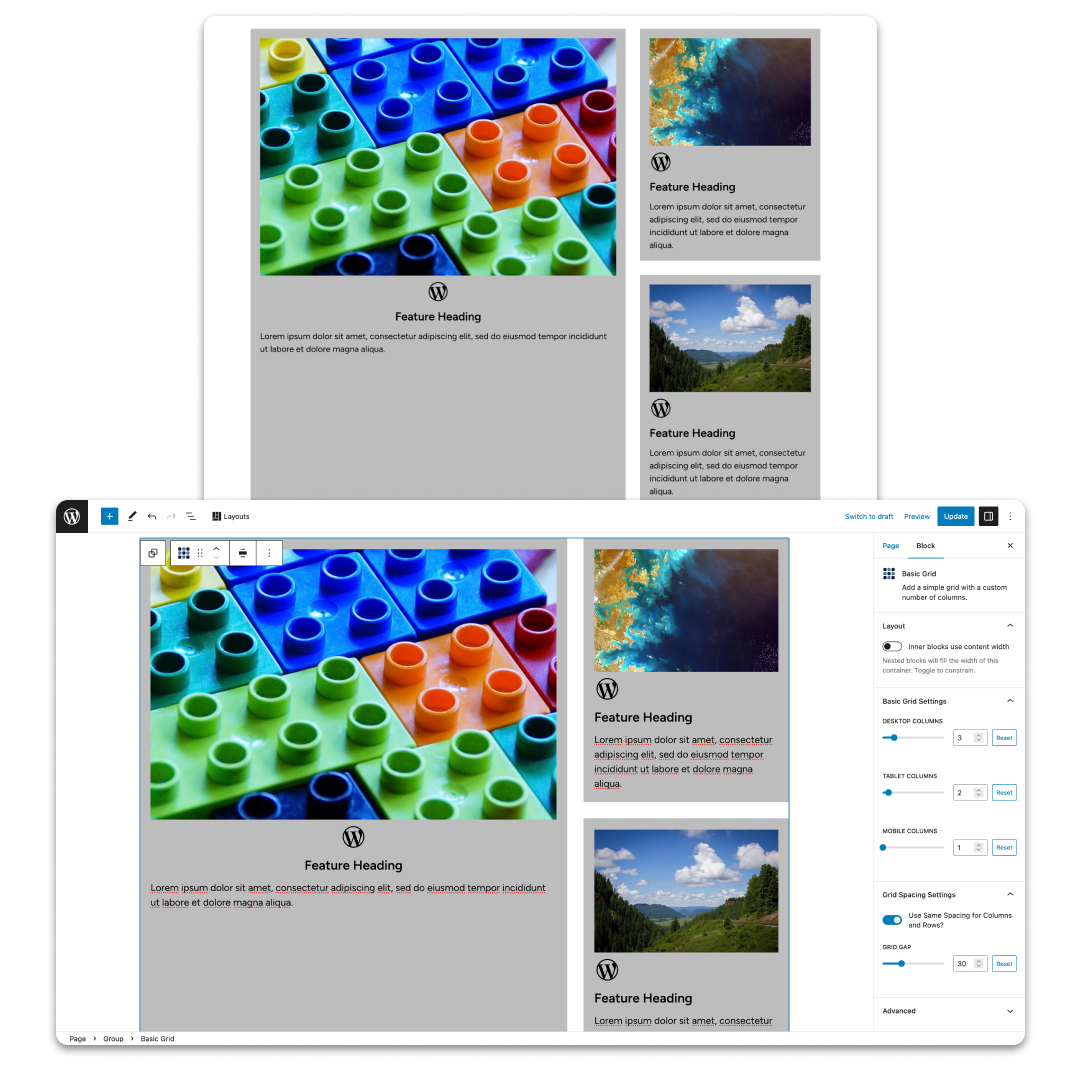 Feature Heading
Lorem ipsum dolor sit amet, consectetur adipiscing elit, sed do eiusmod tempor incididunt
ut labore et dolore magna aliqua.
Feature Heading
Lorem ipsum dolor sit amet, consectetur
adipiscing elit, sed do eiusmod tempor
incididunt ut labore et dolore magna
aliqua.
Feature Heading
Lorem ipsum dolor sit amet, consectetur
adipiscing elit, sed do eiusmod tempor
incididunt ut labore et dolore magna
aliqua.
Layouts
Switch to draft
Preview
Update
Feature Heading
Lorem ipsum dolor sit amet, consectetur adipiscing elit, sed do eiusmod tempor incididunt
ut labore et dolore magna aliqua.
Feature Heading
Lorem ipsum dolor sit amet, consectetur
adipiscing elit, sed do eiusmod tempor
incididunt ut labore et dolore magna
aliqua.
Feature Heading
Lorem ipsum dolor sit amet, consectetur
Page Block
Basic Grid
Add a simple grid with a custom
number of columns.
Layout
Inner blocks use content width
Nested blocks will fill the width of this
container. Toggle to constrain.
Basic Grid Settings
DESKTOP COLUMNS
3 Reset
TABLET COLUMNS
2 Reset
MOBILE COLUMNS
1 Reset
Grid Spacing Settings
Use Same Spacing for Columns
and Rows?
GRID GAP
30 Reset
Advanced
Page > Group > Basic Grid